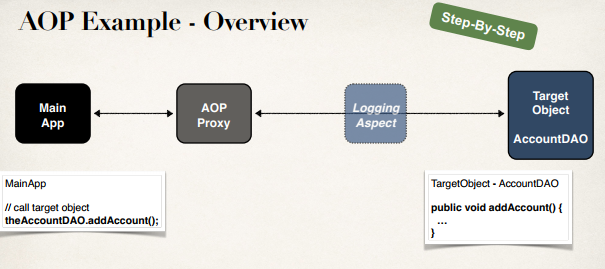 AOP Example - Overview
Step-By-Step
Main
App
AOP
Proxy
Logging
Aspect
Target
Object
AccountDAO
MainApp
// call target object
theAccountDAO.addAccount();
TargetObject - AccountDAO
public void addAccount() {
...
}